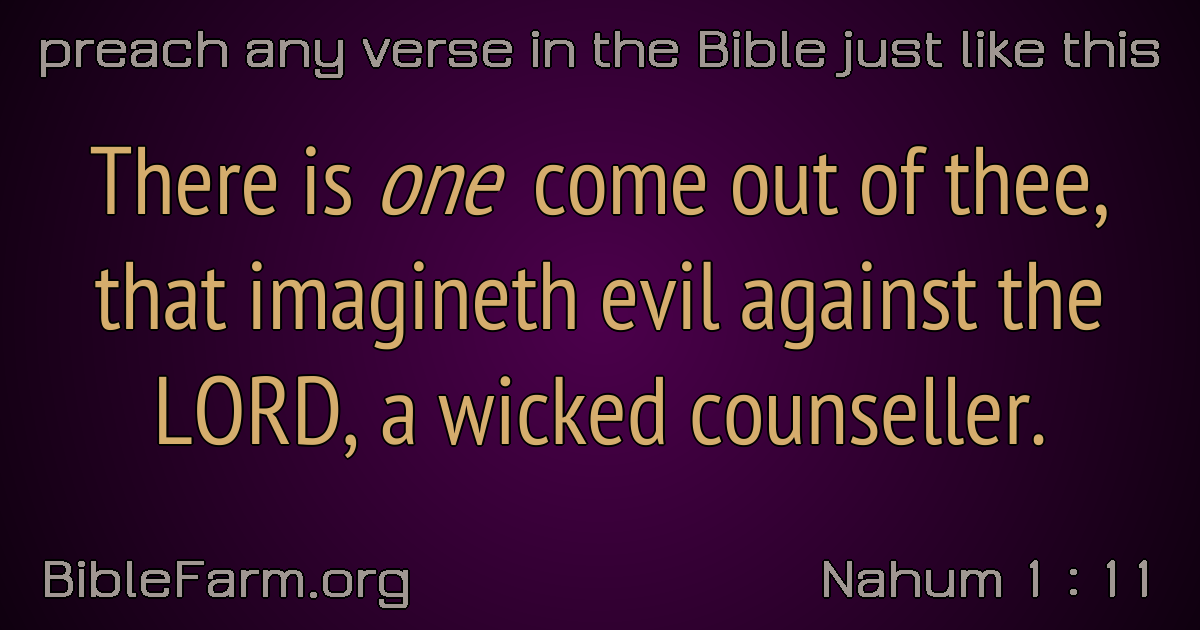 preach any verse in the Bible just like this
There is one come out of thee,
that imagineth evil against the
LORD, a wicked counseller.
BibleFarm.org
Nahum 1 : 11